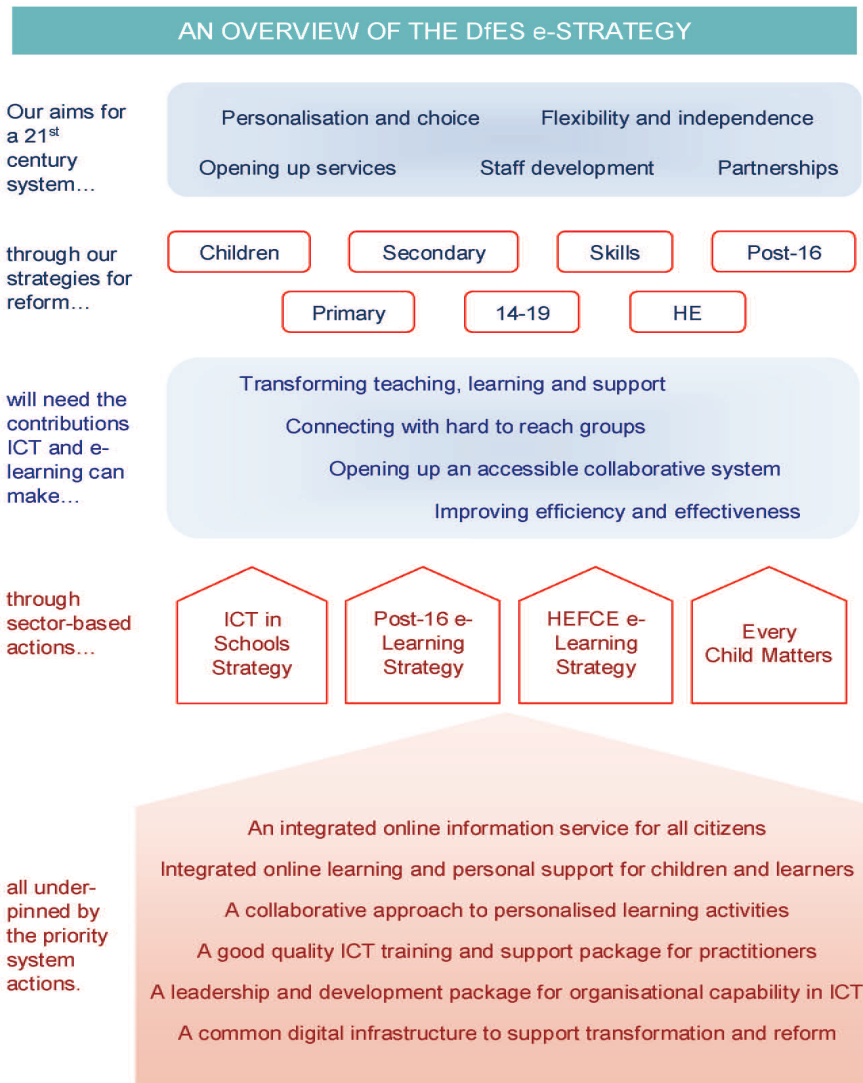 AN OVERVIEW OF THE DfES e-STRATEGY
Our aims for
a 21st
century
system…
Personalisation and choice
Flexibility and independence
Opening up services
Staff development
Partnerships
through our
strategies for
reform…
Children
Secondary
Skills
Post-16
Primary
14-19
HE
will need the
contributions
ICT and e-
learning can
make…
Transforming teaching, learning and support
Connecting with hard to reach groups
Opening up an accessible collaborative system
Improving efficiency and effectiveness
through
sector-based
actions…
ICT in
Schools
Strategy
Post-16 e-
Learning
Strategy
HEFCE e-
Learning
Strategy
Every
Child Matters
all under-
pinned by
the priority
system
actions.
An integrated online information service for all citizens
Integrated online learning and personal support for children and learners
A collaborative approach to personalised learning activities
A good quality ICT training and support package for practitioners
A leadership and development package for organisational capability in ICT
A common digital infrastructure to support transformation and reform